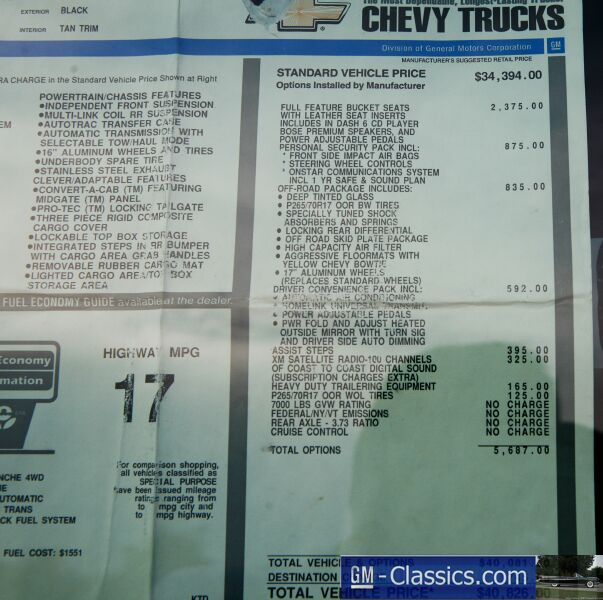 EXTERIOR BLACK
INTERIOR TAN TRIM
CHEVY TRUCKS
Division of General Motors Corporation GM
MANUFACTURER'S SUGGESTED RETAIL PRICE
RA CHARGE in the Standard Vehicle Price Shown at Right
POWERTRAIN/CHASSIS FEATURES
•INDEPENDENT FRONT SUSPENSION
•MULTI-LINK COIL RR SUSPENSION
•AUTOTRAC TRANSFER CASE
•AUTOMATIC TRANSMISSION WITH
SELECTABLE TOW/HAUL MODE
•16" ALUMINUM WHEELS AND TIRES
•UNDERBODY SPARE TIRE
•STAINLESS STEEL EXHAUST
CLEVER/ADAPTABLE FEATURES
•CONVERT-A-CAB (TM) FEATURING
MIDGATE (TM) PANEL
•PRO-TEC (TM) LOCKING TAILGATE
•THREE PIECE RIGID COMPOSITE
CARGO COVER
•LOCKABLE TOP BOX STORAGE
•INTEGRATED STEPS IN RR BUMPER
WITH CARGO AREA GRAB HANDLES
•REMOVABLE RUBBER CARGO MAT
•LIGHTED CARGO AREA/TOP BOX
STORAGE AREA
FUEL ECONOMY GUIDE available at the dealer.
Economy
mation
HIGHWAY MPG
17
For comparison shopping,
all vehicles classified as
SPECIAL PURPOSE
have been issued mileage
ratings ranging from
to mpg city and
to mpg highway.
NCHE 4WD
NE
UTOMATIC
TRANS
CK FUEL SYSTEM
FUEL COST: $1551
STANDARD VEHICLE PRICE $34,394.00
Options Installed by Manufacturer
FULL FEATURE BUCKET SEATS 2,375.00
WITH LEATHER SEAT INSERTS
INCLUDES IN DASH 6 CD PLAYER
BOSE PREMIUM SPEAKERS, AND
POWER ADJUSTABLE PEDALS
PERSONAL SECURITY PACK INCL: 875.00
* FRONT SIDE IMPACT AIR BAGS
* STEERING WHEEL CONTROLS
* ONSTAR COMMUNICATIONS SYSTEM
INCL 1 YR SAFE & SOUND PLAN
OFF-ROAD PACKAGE INCLUDES: 835.00
• DEEP TINTED GLASS
• P265/70R17 OOR BW TIRES
• SPECIALLY TUNED SHOCK
ABSORBERS AND SPRINGS
• LOCKING REAR DIFFERENTIAL
• OFF ROAD SKID PLATE PACKAGE
• HIGH CAPACITY AIR FILTER
• AGGRESSIVE FLOORMATS WITH
YELLOW CHEVY BOWTIE
• 17" ALUMINUM WHEELS
(REPLACES STANDARD WHEELS)
DRIVER CONVENIENCE PACK INCL: 592.00
• AUTOMATIC AIR CONDITIONING
• HOMELINK UNIVERSAL TRANSMIT.
• POWER ADJUSTABLE PEDALS
• PWR FOLD AND ADJUST HEATED
OUTSIDE MIRROR WITH TURN SIG
AND DRIVER SIDE AUTO DIMMING
ASSIST STEPS 395.00
XM SATELLITE RADIO-100 CHANNELS 325.00
OF COAST TO COAST DIGITAL SOUND
(SUBSCRIPTION CHARGES EXTRA)
HEAVY DUTY TRAILERING EQUIPMENT 165.00
P265/70R17 OOR WOL TIRES 125.00
7000 LBS GVW RATING NO CHARGE
FEDERAL/NY/VT EMISSIONS NO CHARGE
REAR AXLE - 3.73 RATIO NO CHARGE
CRUISE CONTROL NO CHARGE
TOTAL OPTIONS 5,687.00
TOTAL VEHICLE & OPTIONS $40,081.00
DESTINATION
TOTAL VEHICLE PRICE* $40,826.00
GM-Classics.com